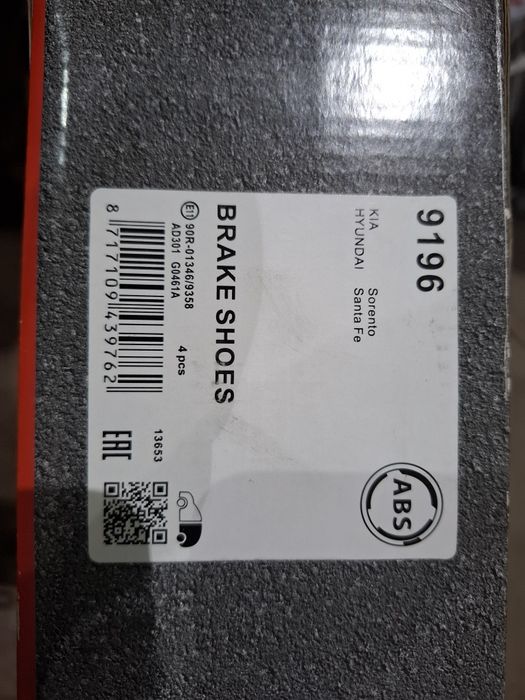 9196
KIA Sorento
HYUNDAI Santa Fe
ABS
BRAKE SHOES
E11 90R-01346/9358
AD301 G0461A
4 pcs
8 717109 439762
13653
EAC